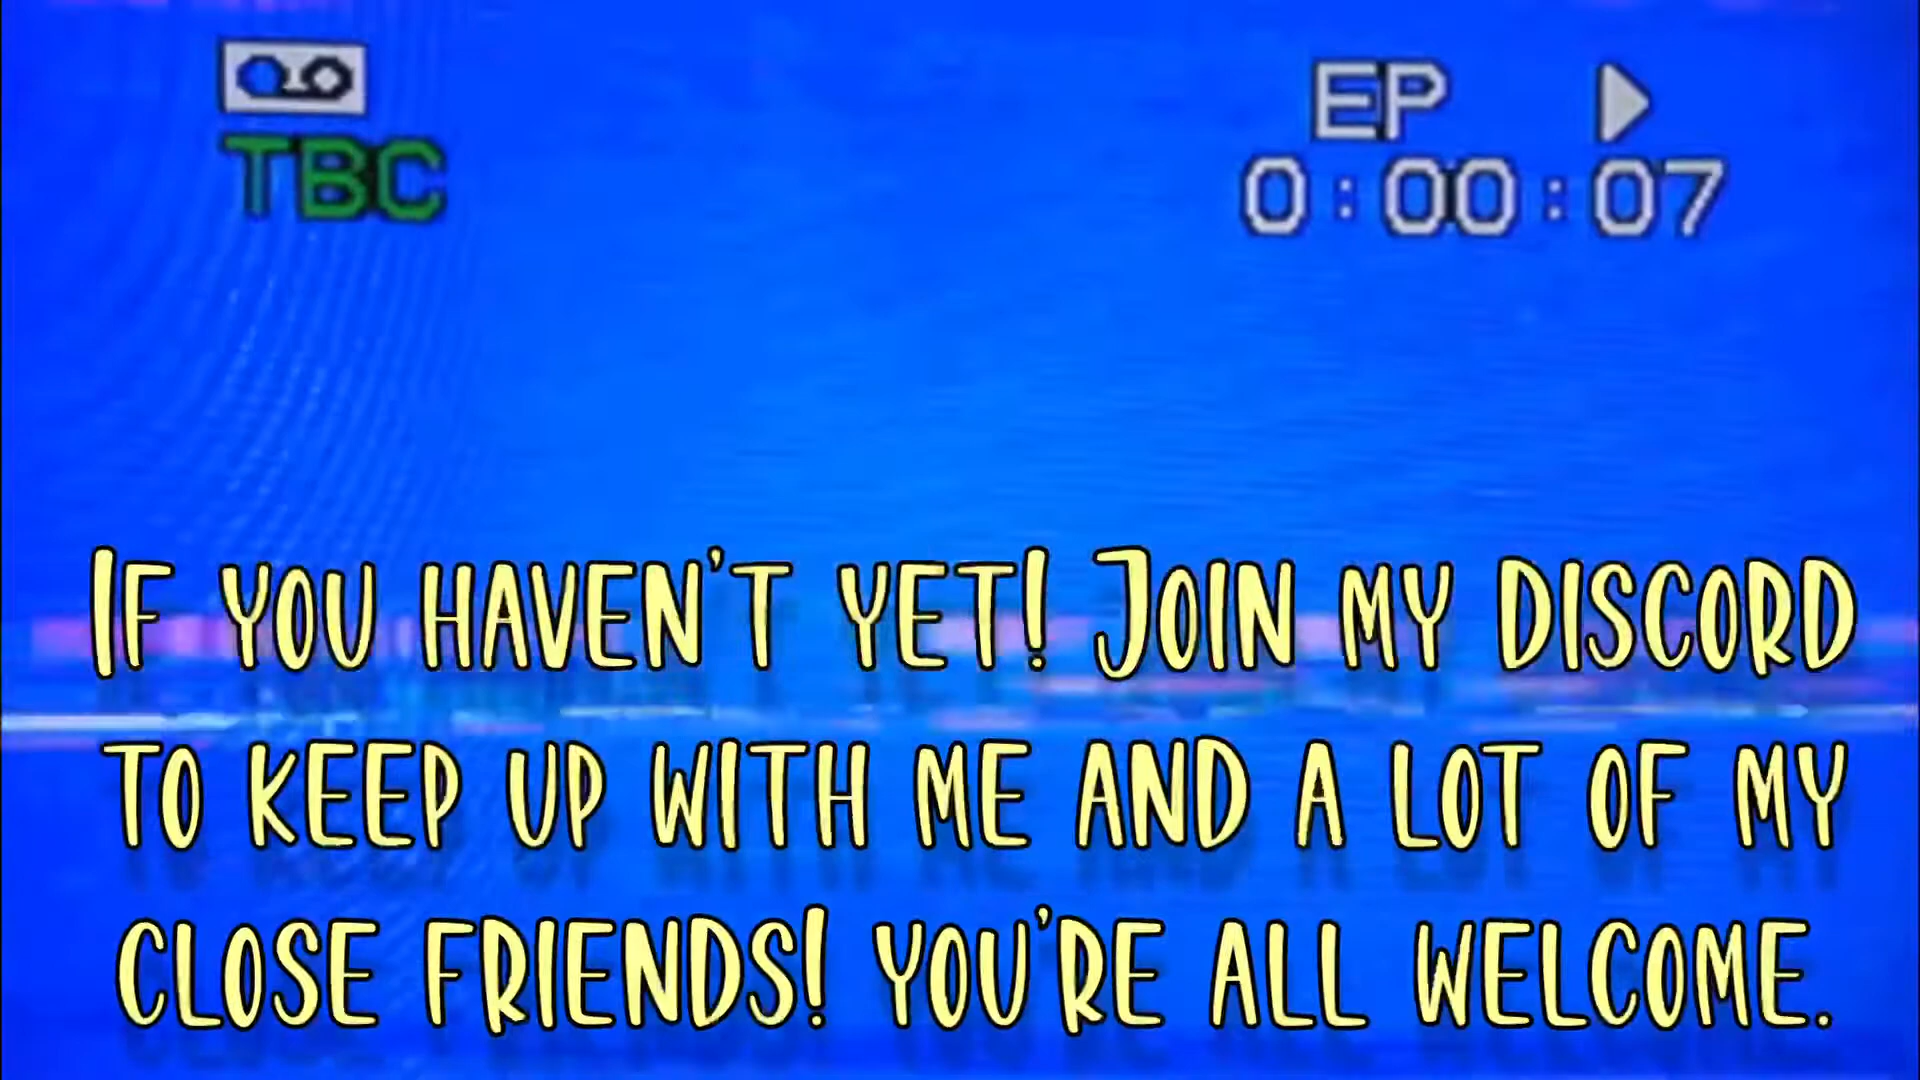 TBC
EP
0:00:07
If you haven't yet! Join my discord
to keep up with me and a lot of my
close friends! you're all welcome.